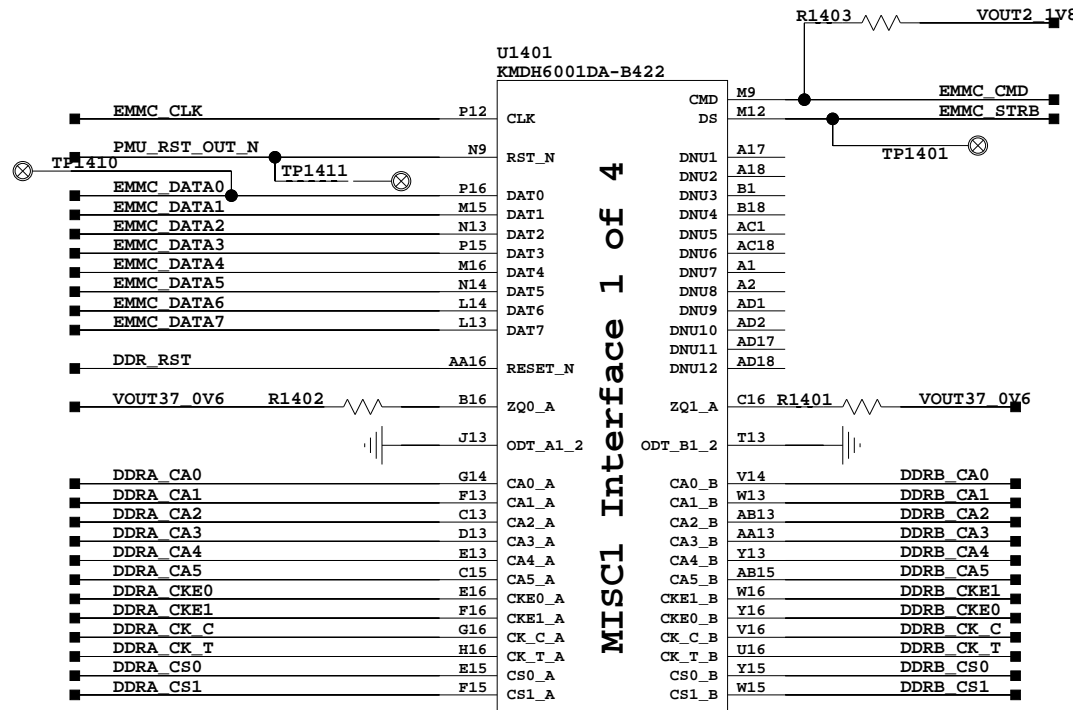 R1403 VOUT2_1V8
U1401
KMDH6001DA-B422
EMMC_CLK P12 CLK
CMD M9 EMMC_CMD
DS M12 EMMC_STRB
TP1401
PMU_RST_OUT_N N9 RST_N
TP1410
TP1411
EMMC_DATA0 P16 DAT0
EMMC_DATA1 M15 DAT1
EMMC_DATA2 N13 DAT2
EMMC_DATA3 P15 DAT3
EMMC_DATA4 M16 DAT4
EMMC_DATA5 N14 DAT5
EMMC_DATA6 L14 DAT6
EMMC_DATA7 L13 DAT7
DNU1 A17
DNU2 A18
DNU3 B1
DNU4 B18
DNU5 AC1
DNU6 AC18
DNU7 A1
DNU8 A2
DNU9 AD1
DNU10 AD2
DNU11 AD17
DNU12 AD18
MISC1 Interface 1 of 4
DDR_RST AA16 RESET_N
VOUT37_0V6 R1402 B16 ZQ0_A
ZQ1_A C16 R1401 VOUT37_0V6
J13 ODT_A1_2
ODT_B1_2 T13
DDRA_CA0 G14 CA0_A
DDRA_CA1 F13 CA1_A
DDRA_CA2 C13 CA2_A
DDRA_CA3 D13 CA3_A
DDRA_CA4 E13 CA4_A
DDRA_CA5 C15 CA5_A
DDRA_CKE0 E16 CKE0_A
DDRA_CKE1 F16 CKE1_A
DDRA_CK_C G16 CK_C_A
DDRA_CK_T H16 CK_T_A
DDRA_CS0 E15 CS0_A
DDRA_CS1 F15 CS1_A
CA0_B V14 DDRB_CA0
CA1_B W13 DDRB_CA1
CA2_B AB13 DDRB_CA2
CA3_B AA13 DDRB_CA3
CA4_B Y13 DDRB_CA4
CA5_B AB15 DDRB_CA5
CKE1_B W16 DDRB_CKE1
CKE0_B Y16 DDRB_CKE0
CK_C_B V16 DDRB_CK_C
CK_T_B U16 DDRB_CK_T
CS0_B Y15 DDRB_CS0
CS1_B W15 DDRB_CS1